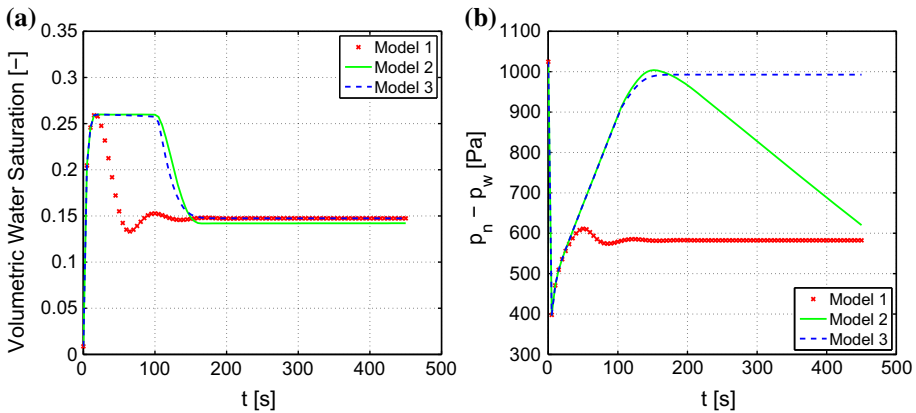 (a)
Volumetric Water Saturation [−]
0.35
0.3
0.25
0.2
0.15
0.1
0.05
0
0 100 200 300 400 500
t [s]
Model 1
Model 2
Model 3
(b)
p_n − p_w [Pa]
1100
1000
900
800
700
600
500
400
300
0 100 200 300 400 500
t [s]
Model 1
Model 2
Model 3